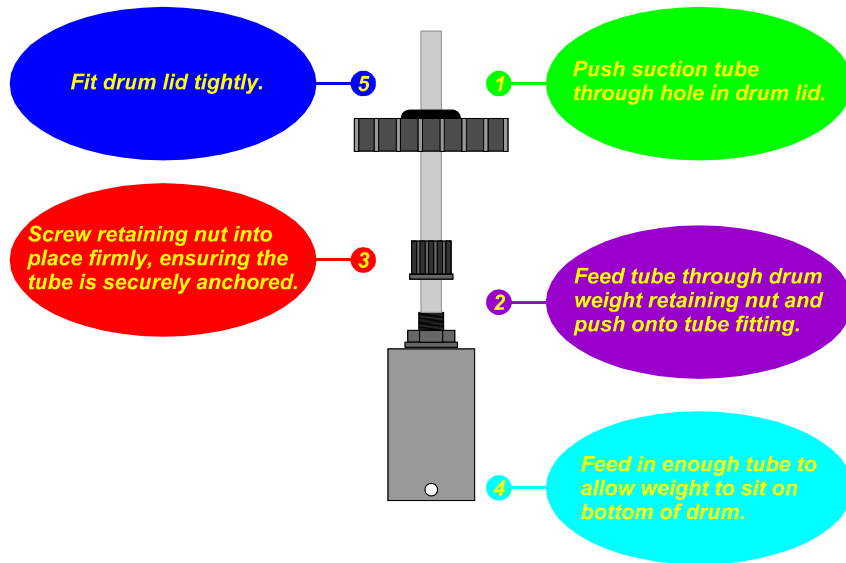 Fit drum lid tightly.
5
1
Push suction tube
through hole in drum lid.
Screw retaining nut into
place firmly, ensuring the
tube is securely anchored.
3
2
Feed tube through drum
weight retaining nut and
push onto tube fitting.
4
Feed in enough tube to
allow weight to sit on
bottom of drum.